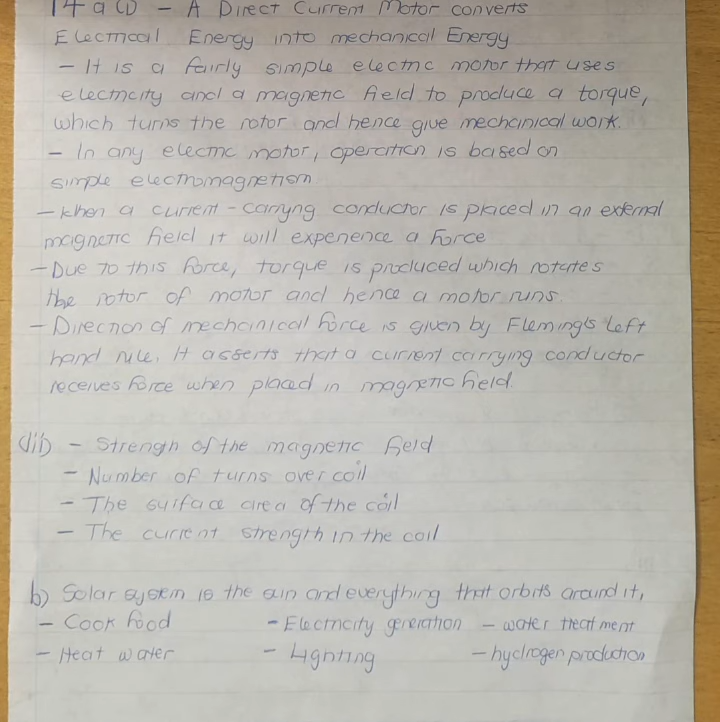 14 a (i) - A Direct Current Motor converts
Electrical Energy into mechanical Energy
- It is a fairly simple electric motor that uses
electricity and a magnetic field to produce a torque,
which turns the rotor and hence give mechanical work.
- In any electric motor, operation is based on
simple electromagnetism
- When a current-carryng conductor is placed in an external
magnetic field it will experience a Force
- Due to this force, torque is produced which rotates
the rotor of motor and hence a motor runs.
- Direction of mechanical force is given by Fleming's Left
hand rule. It asserts that a current carrying conductor
receives force when placed in magnetic field.
(iii) - Strengh of the magnetic field
- Number of turns over coil
- The surface area of the coil
- The current strength in the coil
b) Solar system is the sun and everything that orbits around it,
- Cook food - Electricity generation - water treatment
- Heat water - Lighting - hydrogen production